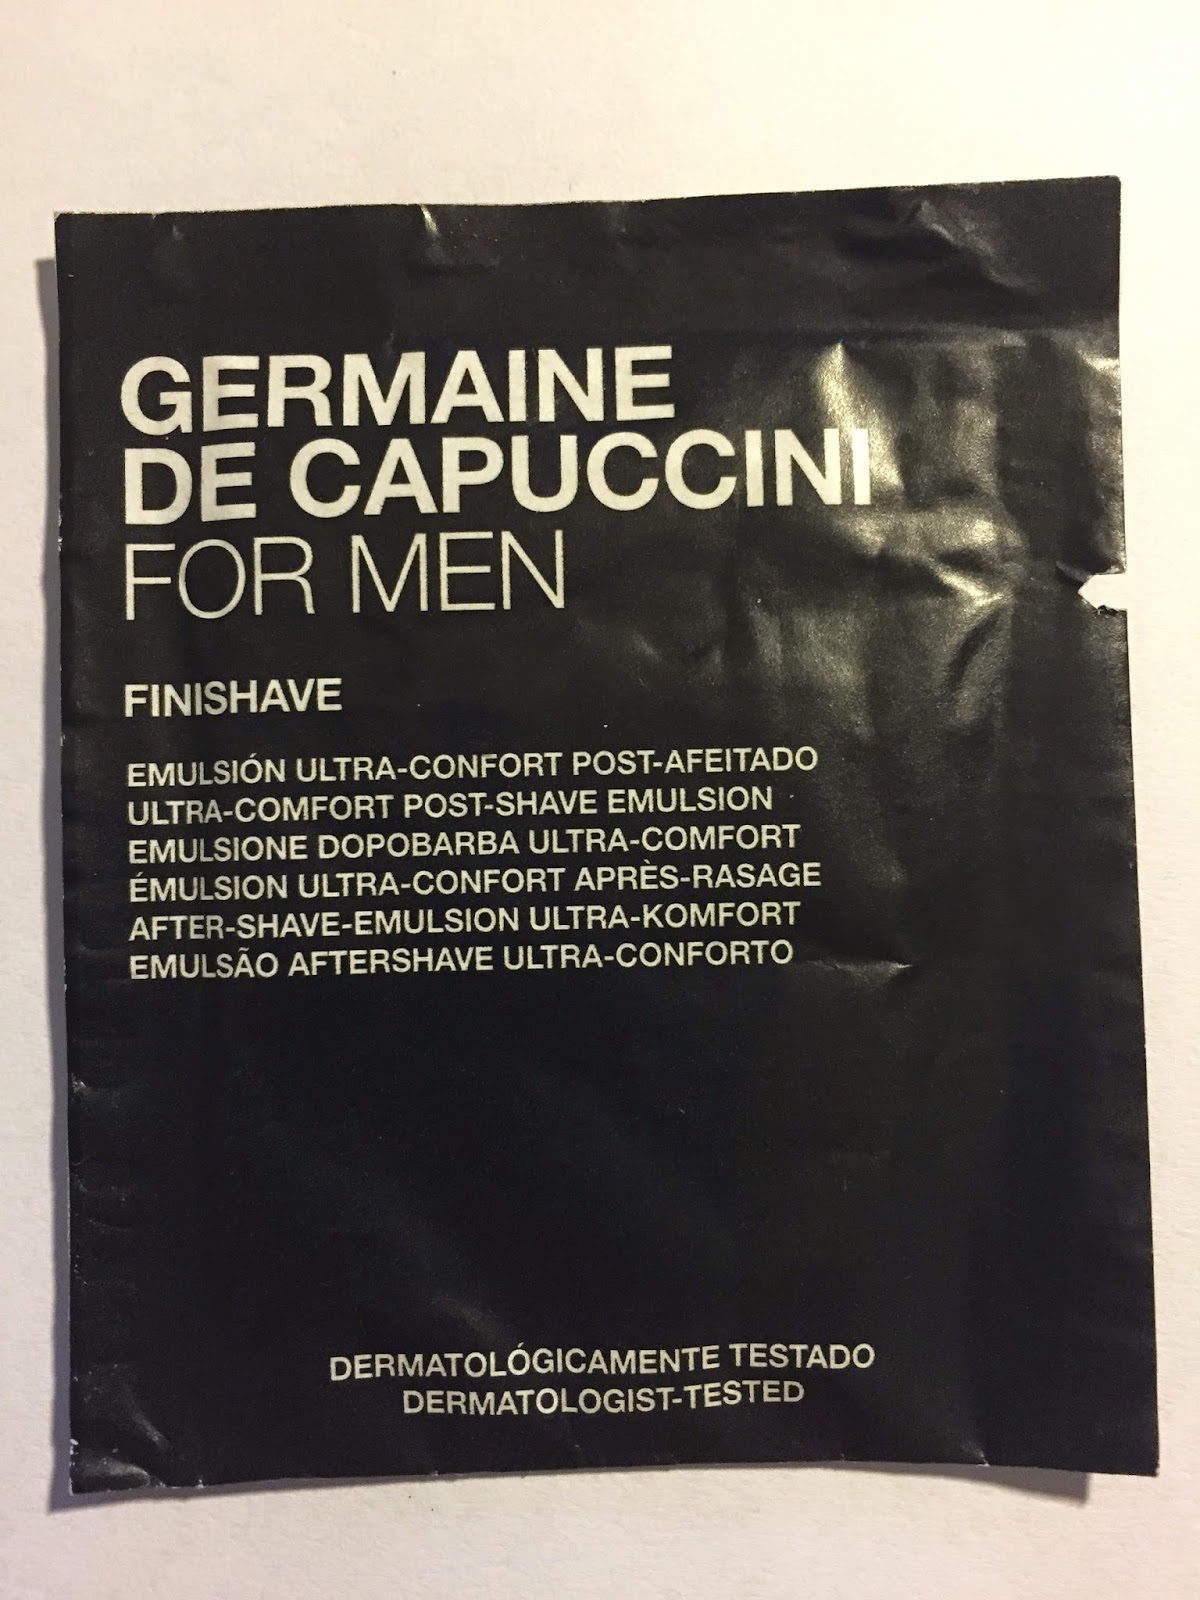 GERMAINE
DE CAPUCCINI
FOR MEN
FINISHAVE
EMULSIÓN ULTRA-CONFORT POST-AFEITADO
ULTRA-COMFORT POST-SHAVE EMULSION
EMULSIONE DOPOBARBA ULTRA-COMFORT
ÉMULSION ULTRA-CONFORT APRÈS-RASAGE
AFTER-SHAVE-EMULSION ULTRA-KOMFORT
EMULSÃO AFTERSHAVE ULTRA-CONFORTO
DERMATOLÓGICAMENTE TESTADO
DERMATOLOGIST-TESTED